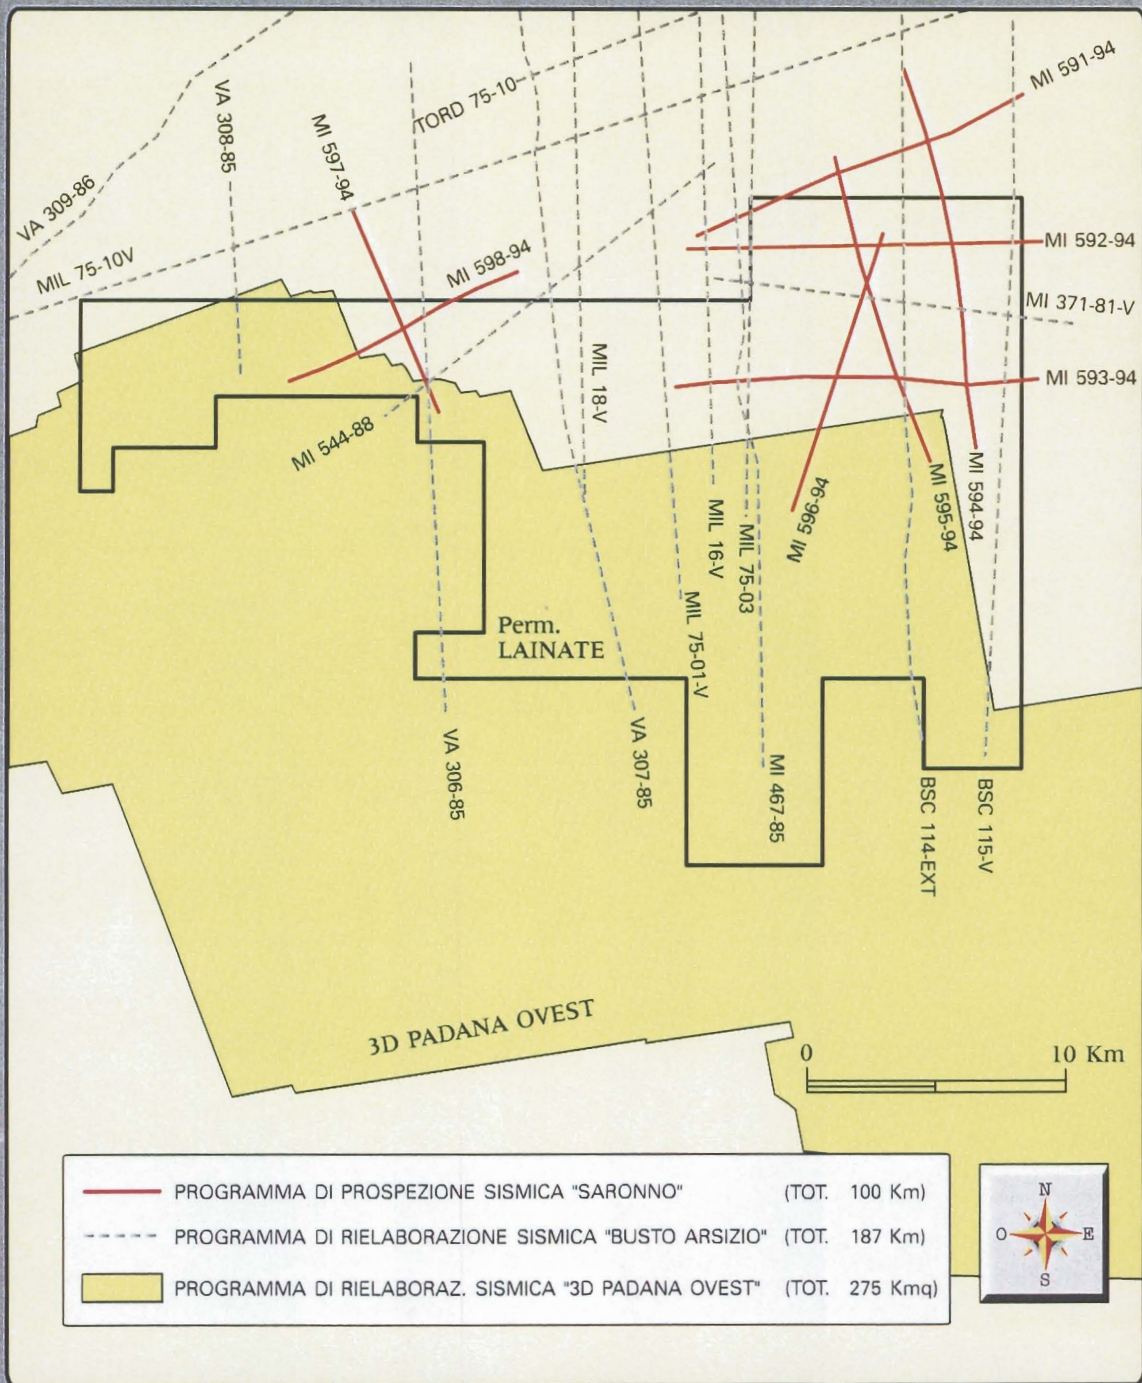 MI 591-94
VA 308-85
TORD 75-10
MI 597-94
VA 309-86
MI 592-94
MIL 75-10V
MI 598-94
MI 371-81-V
MIL 18-V
MI 593-94
MI 544-88
MI 596-94
MI 595-94
MI 594-94
MIL 16-V
MIL 75-03
Perm.
LAINATE
MIL 75-01-V
VA 306-85
VA 307-85
MI 467-85
BSC 114-EXT
BSC 115-V
3D PADANA OVEST
0 10 Km
PROGRAMMA DI PROSPEZIONE SISMICA "SARONNO" (TOT. 100 Km)
PROGRAMMA DI RIELABORAZIONE SISMICA "BUSTO ARSIZIO" (TOT. 187 Km)
PROGRAMMA DI RIELABORAZ. SISMICA "3D PADANA OVEST" (TOT. 275 Kmq)
N
O E
S